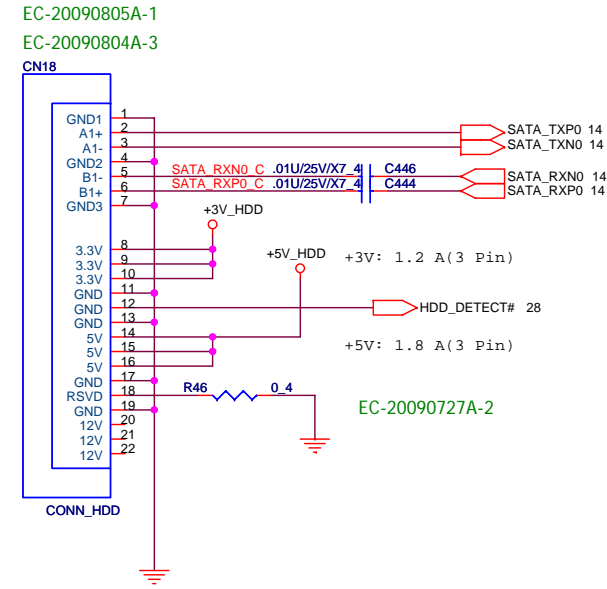 EC-20090805A-1
EC-20090804A-3
CN18
GND1 1
A1+ 2 SATA_TXP0 14
A1- 3 SATA_TXN0 14
GND2 4
B1- 5 SATA_RXN0_C .01U/25V/X7_4 C446 SATA_RXN0 14
B1+ 6 SATA_RXP0_C .01U/25V/X7_4 C444 SATA_RXP0 14
GND3 7
+3V_HDD
3.3V 8
+5V_HDD +3V: 1.2 A(3 Pin)
3.3V 9
3.3V 10
GND 11
GND 12 HDD_DETECT# 28
GND 13
5V 14
5V 15 +5V: 1.8 A(3 Pin)
5V 16
GND 17
RSVD 18 R46 0_4
GND 19 EC-20090727A-2
12V 20
12V 21
12V 22
CONN_HDD